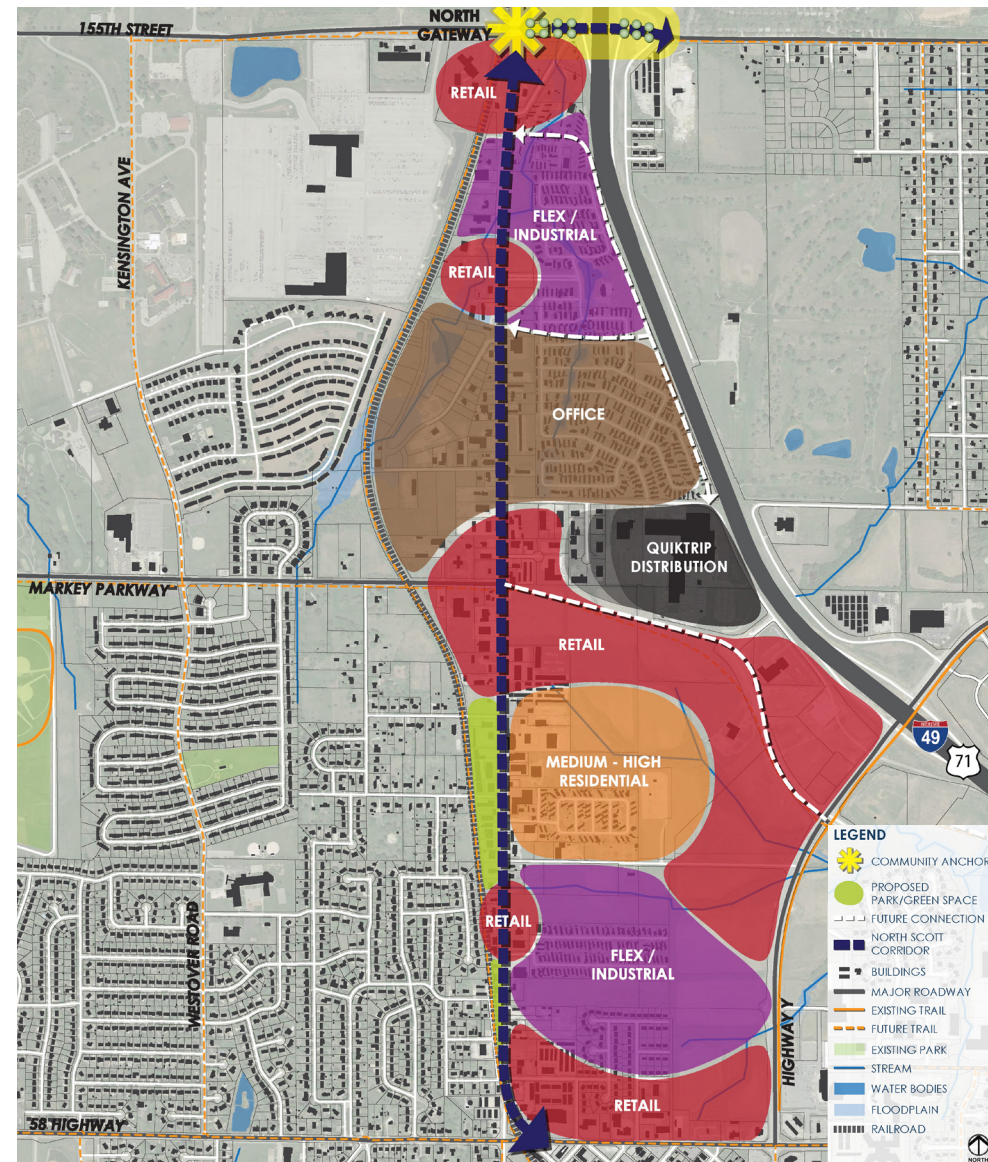 NORTH
GATEWAY
155TH STREET
RETAIL
KENSINGTON AVE
FLEX /
INDUSTRIAL
RETAIL
OFFICE
QUIKTRIP
DISTRIBUTION
MARKEY PARKWAY
RETAIL
INTERSTATE
49
71
MEDIUM - HIGH
RESIDENTIAL
WESTOVER ROAD
RETAIL
FLEX /
INDUSTRIAL
HIGHWAY Y
RETAIL
58 HIGHWAY
LEGEND
COMMUNITY ANCHOR
PROPOSED
PARK/GREEN SPACE
FUTURE CONNECTION
NORTH SCOTT
CORRIDOR
BUILDINGS
MAJOR ROADWAY
EXISTING TRAIL
FUTURE TRAIL
EXISTING PARK
STREAM
WATER BODIES
FLOODPLAIN
RAILROAD
NORTH